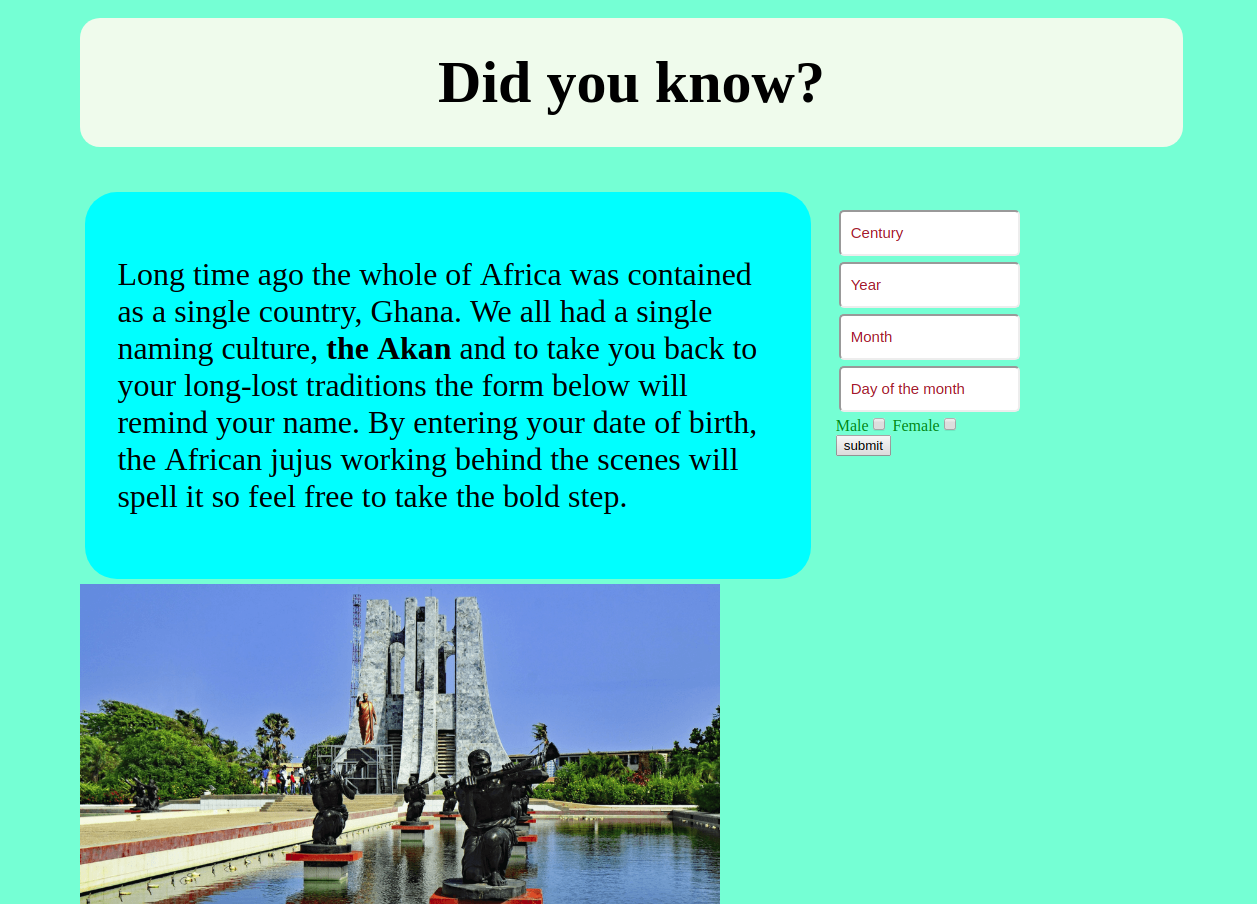 Did you know?
Long time ago the whole of Africa was contained
as a single country, Ghana. We all had a single
naming culture, the Akan and to take you back to
your long-lost traditions the form below will
remind your name. By entering your date of birth,
the African jujus working behind the scenes will
spell it so feel free to take the bold step.
Century
Year
Month
Day of the month
Male Female
submit